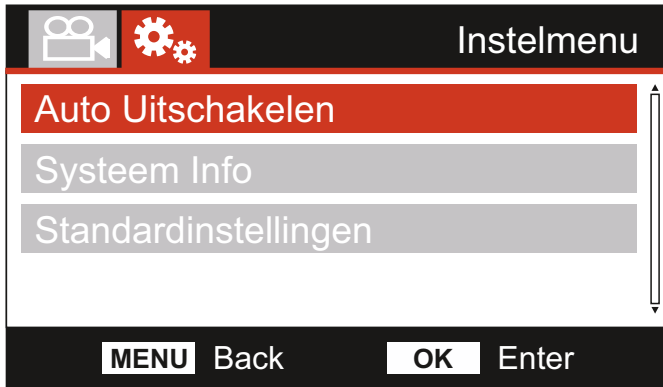 Instelmenu
Auto Uitschakelen
Systeem Info
Standardinstellingen
MENU Back OK Enter